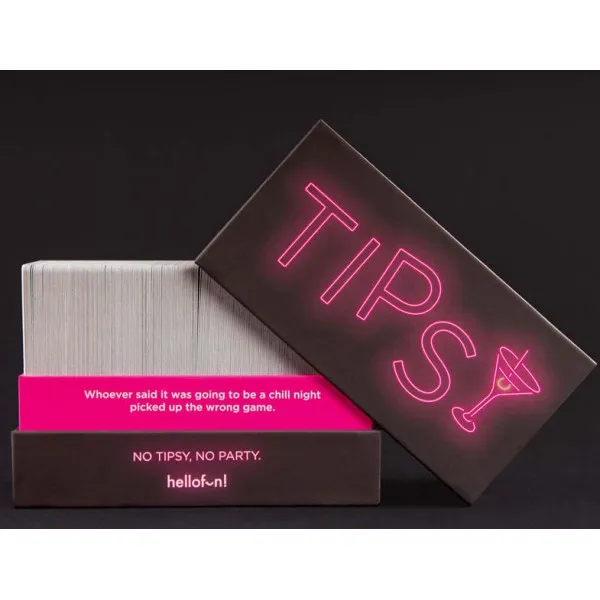 TIPSY
Whoever said it was going to be a chill night
picked up the wrong game.
NO TIPSY, NO PARTY.
hellofun!